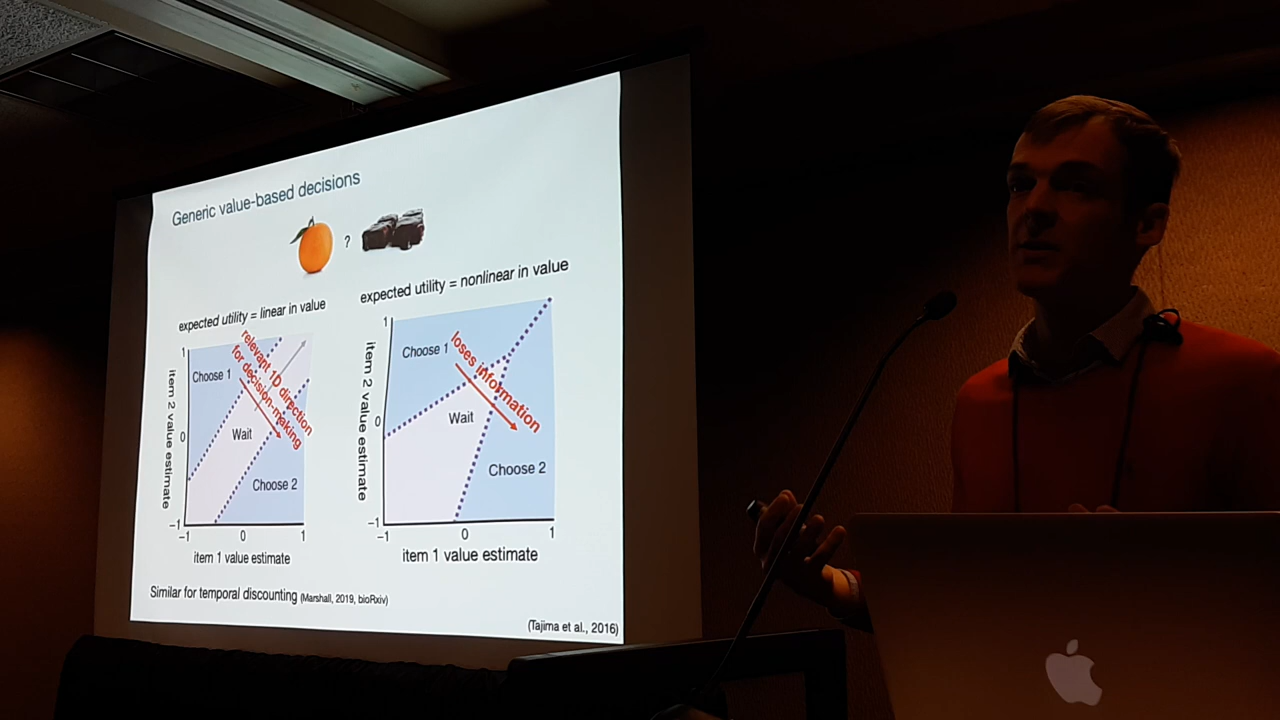 Generic value-based decisions
?
expected utility = linear in value
expected utility = nonlinear in value
item 2 value estimate
1
0
−1
Choose 1
relevant 1D direction
for decision-making
Wait
Choose 2
−1
0
1
item 1 value estimate
item 2 value estimate
1
0
−1
Choose 1
loses information
Wait
Choose 2
−1
0
1
item 1 value estimate
Similar for temporal discounting (Marshall, 2019, bioRxiv)
(Tajima et al., 2016)